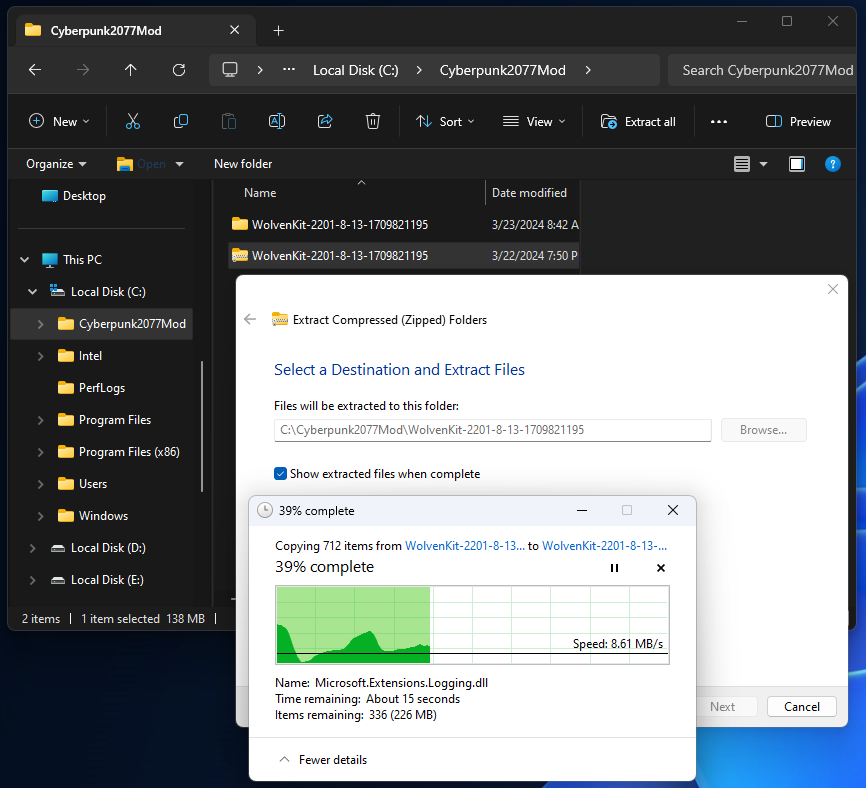 Cyberpunk2077Mod
Local Disk (C:) Cyberpunk2077Mod Search Cyberpunk2077Mod
New Sort View Extract all Preview
Organize Open New folder
Desktop
This PC
Local Disk (C:)
Cyberpunk2077Mod
Intel
PerfLogs
Program Files
Program Files (x86)
Users
Windows
Local Disk (D:)
Local Disk (E:)
Name Date modified
WolvenKit-2201-8-13-1709821195 3/23/2024 8:42 A
WolvenKit-2201-8-13-1709821195 3/22/2024 7:50 P
2 items 1 item selected 138 MB
Extract Compressed (Zipped) Folders
Select a Destination and Extract Files
Files will be extracted to this folder:
C:\Cyberpunk2077Mod\WolvenKit-2201-8-13-1709821195 Browse...
Show extracted files when complete
Next Cancel
39% complete
Copying 712 items from WolvenKit-2201-8-13... to WolvenKit-2201-8-13-...
39% complete
Speed: 8.61 MB/s
Name: Microsoft.Extensions.Logging.dll
Time remaining: About 15 seconds
Items remaining: 336 (226 MB)
Fewer details